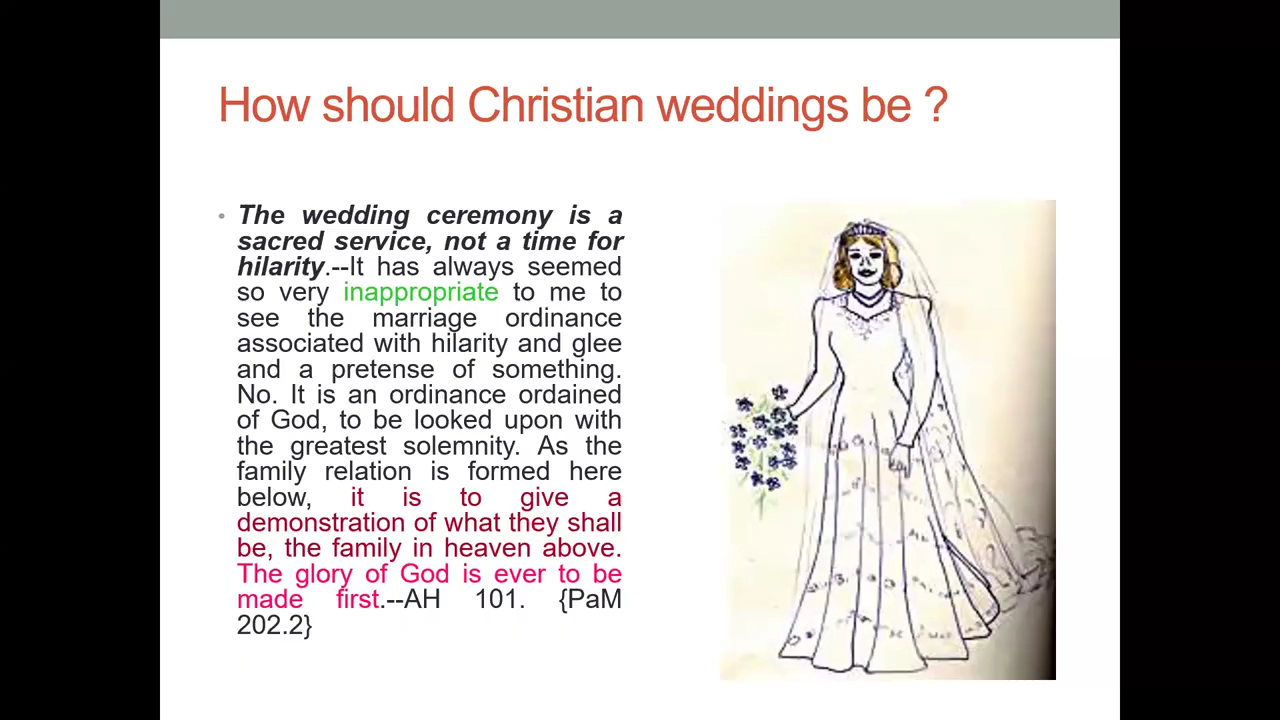 How should Christian weddings be ?
• The wedding ceremony is a
sacred service, not a time for
hilarity.--It has always seemed
so very inappropriate to me to
see the marriage ordinance
associated with hilarity and glee
and a pretense of something.
No. It is an ordinance ordained
of God, to be looked upon with
the greatest solemnity. As the
family relation is formed here
below, it is to give a
demonstration of what they shall
be, the family in heaven above.
The glory of God is ever to be
made first.--AH 101. {PaM
202.2}